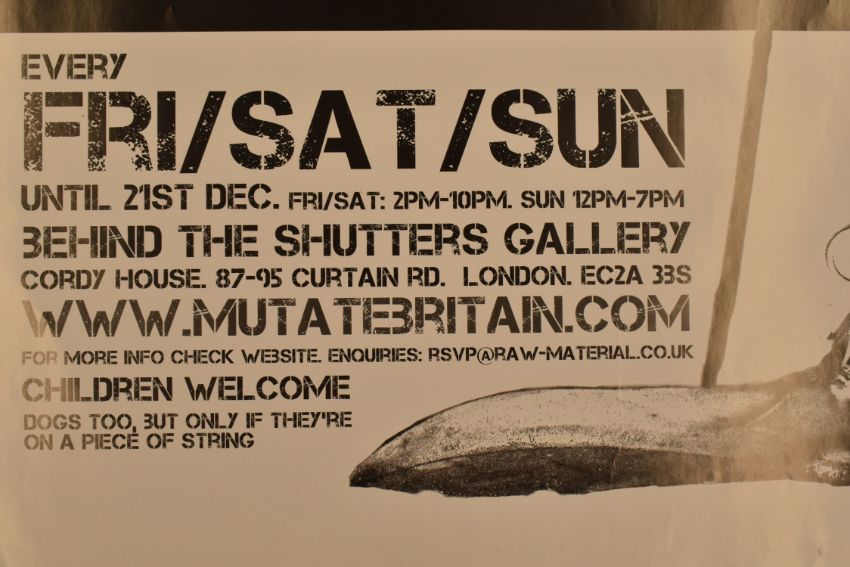 EVERY
FRI/SAT/SUN
UNTIL 21ST DEC. FRI/SAT: 2PM-10PM. SUN 12PM-7PM
BEHIND THE SHUTTERS GALLERY
CORDY HOUSE. 87-95 CURTAIN RD. LONDON. EC2A 3BS
WWW.MUTATEBRITAIN.COM
FOR MORE INFO CHECK WEBSITE. ENQUIRIES: RSVP@RAW-MATERIAL.CO.UK
CHILDREN WELCOME
DOGS TOO, BUT ONLY IF THEY'RE
ON A PIECE OF STRING